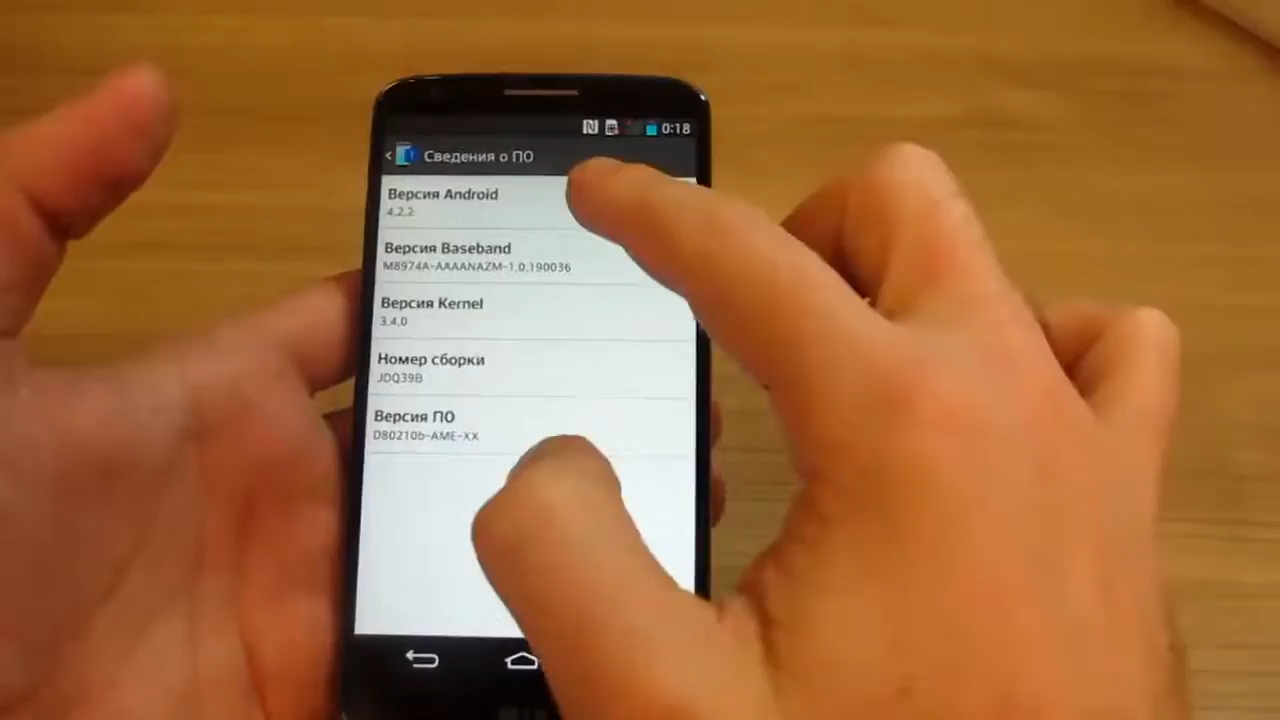 0:18
Сведения о ПО
Версия Android
4.2.2
Версия Baseband
M8974A-AAAANAZM-1.0.190036
Версия Kernel
3.4.0
Номер сборки
JDQ39B
Версия ПО
D80210b-AME-XX